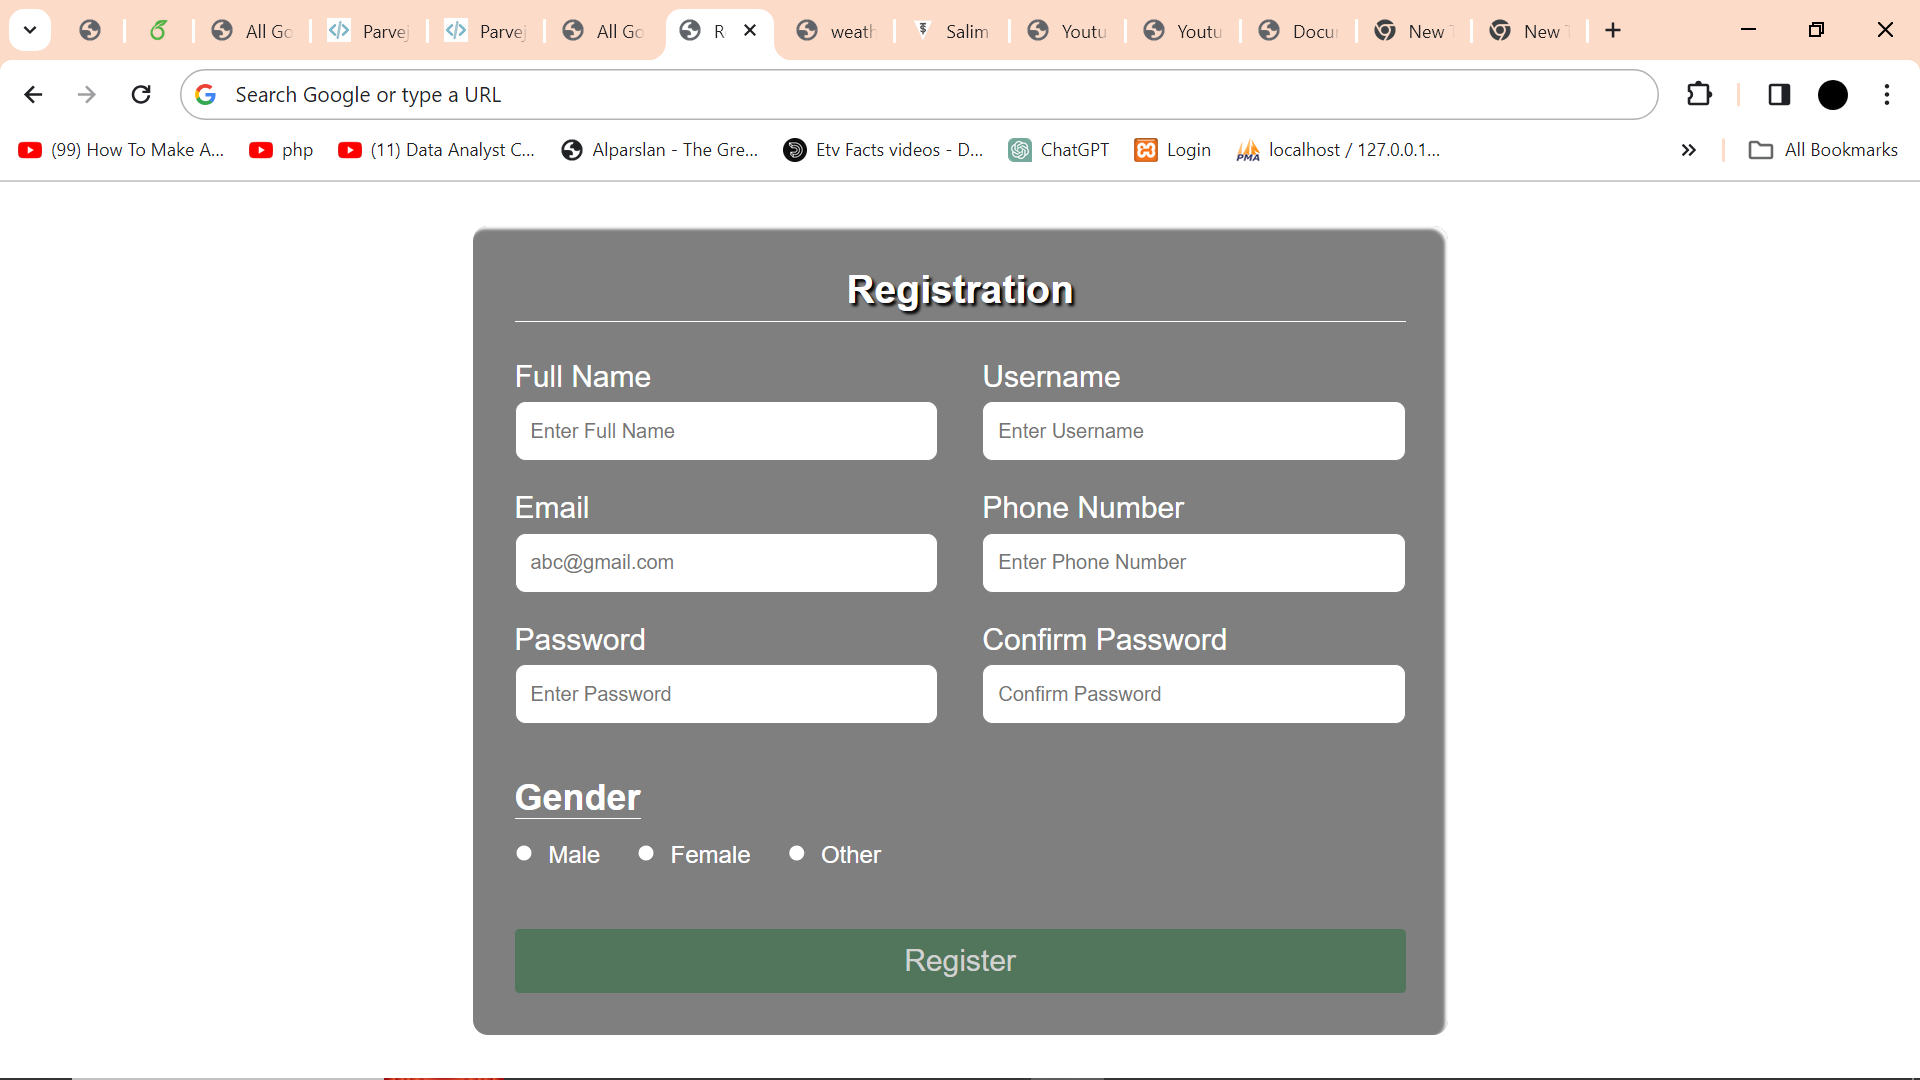 All Go Parvej Parvej All Go R weath Salim Youtu Youtu Docu New New
Search Google or type a URL
(99) How To Make A... php (11) Data Analyst C... Alparslan - The Gre... Etv Facts videos - D... ChatGPT Login PMA localhost / 127.0.0.1... » All Bookmarks
Registration
Full Name Username
Enter Full Name Enter Username
Email Phone Number
abc@gmail.com Enter Phone Number
Password Confirm Password
Enter Password Confirm Password
Gender
Male Female Other
Register